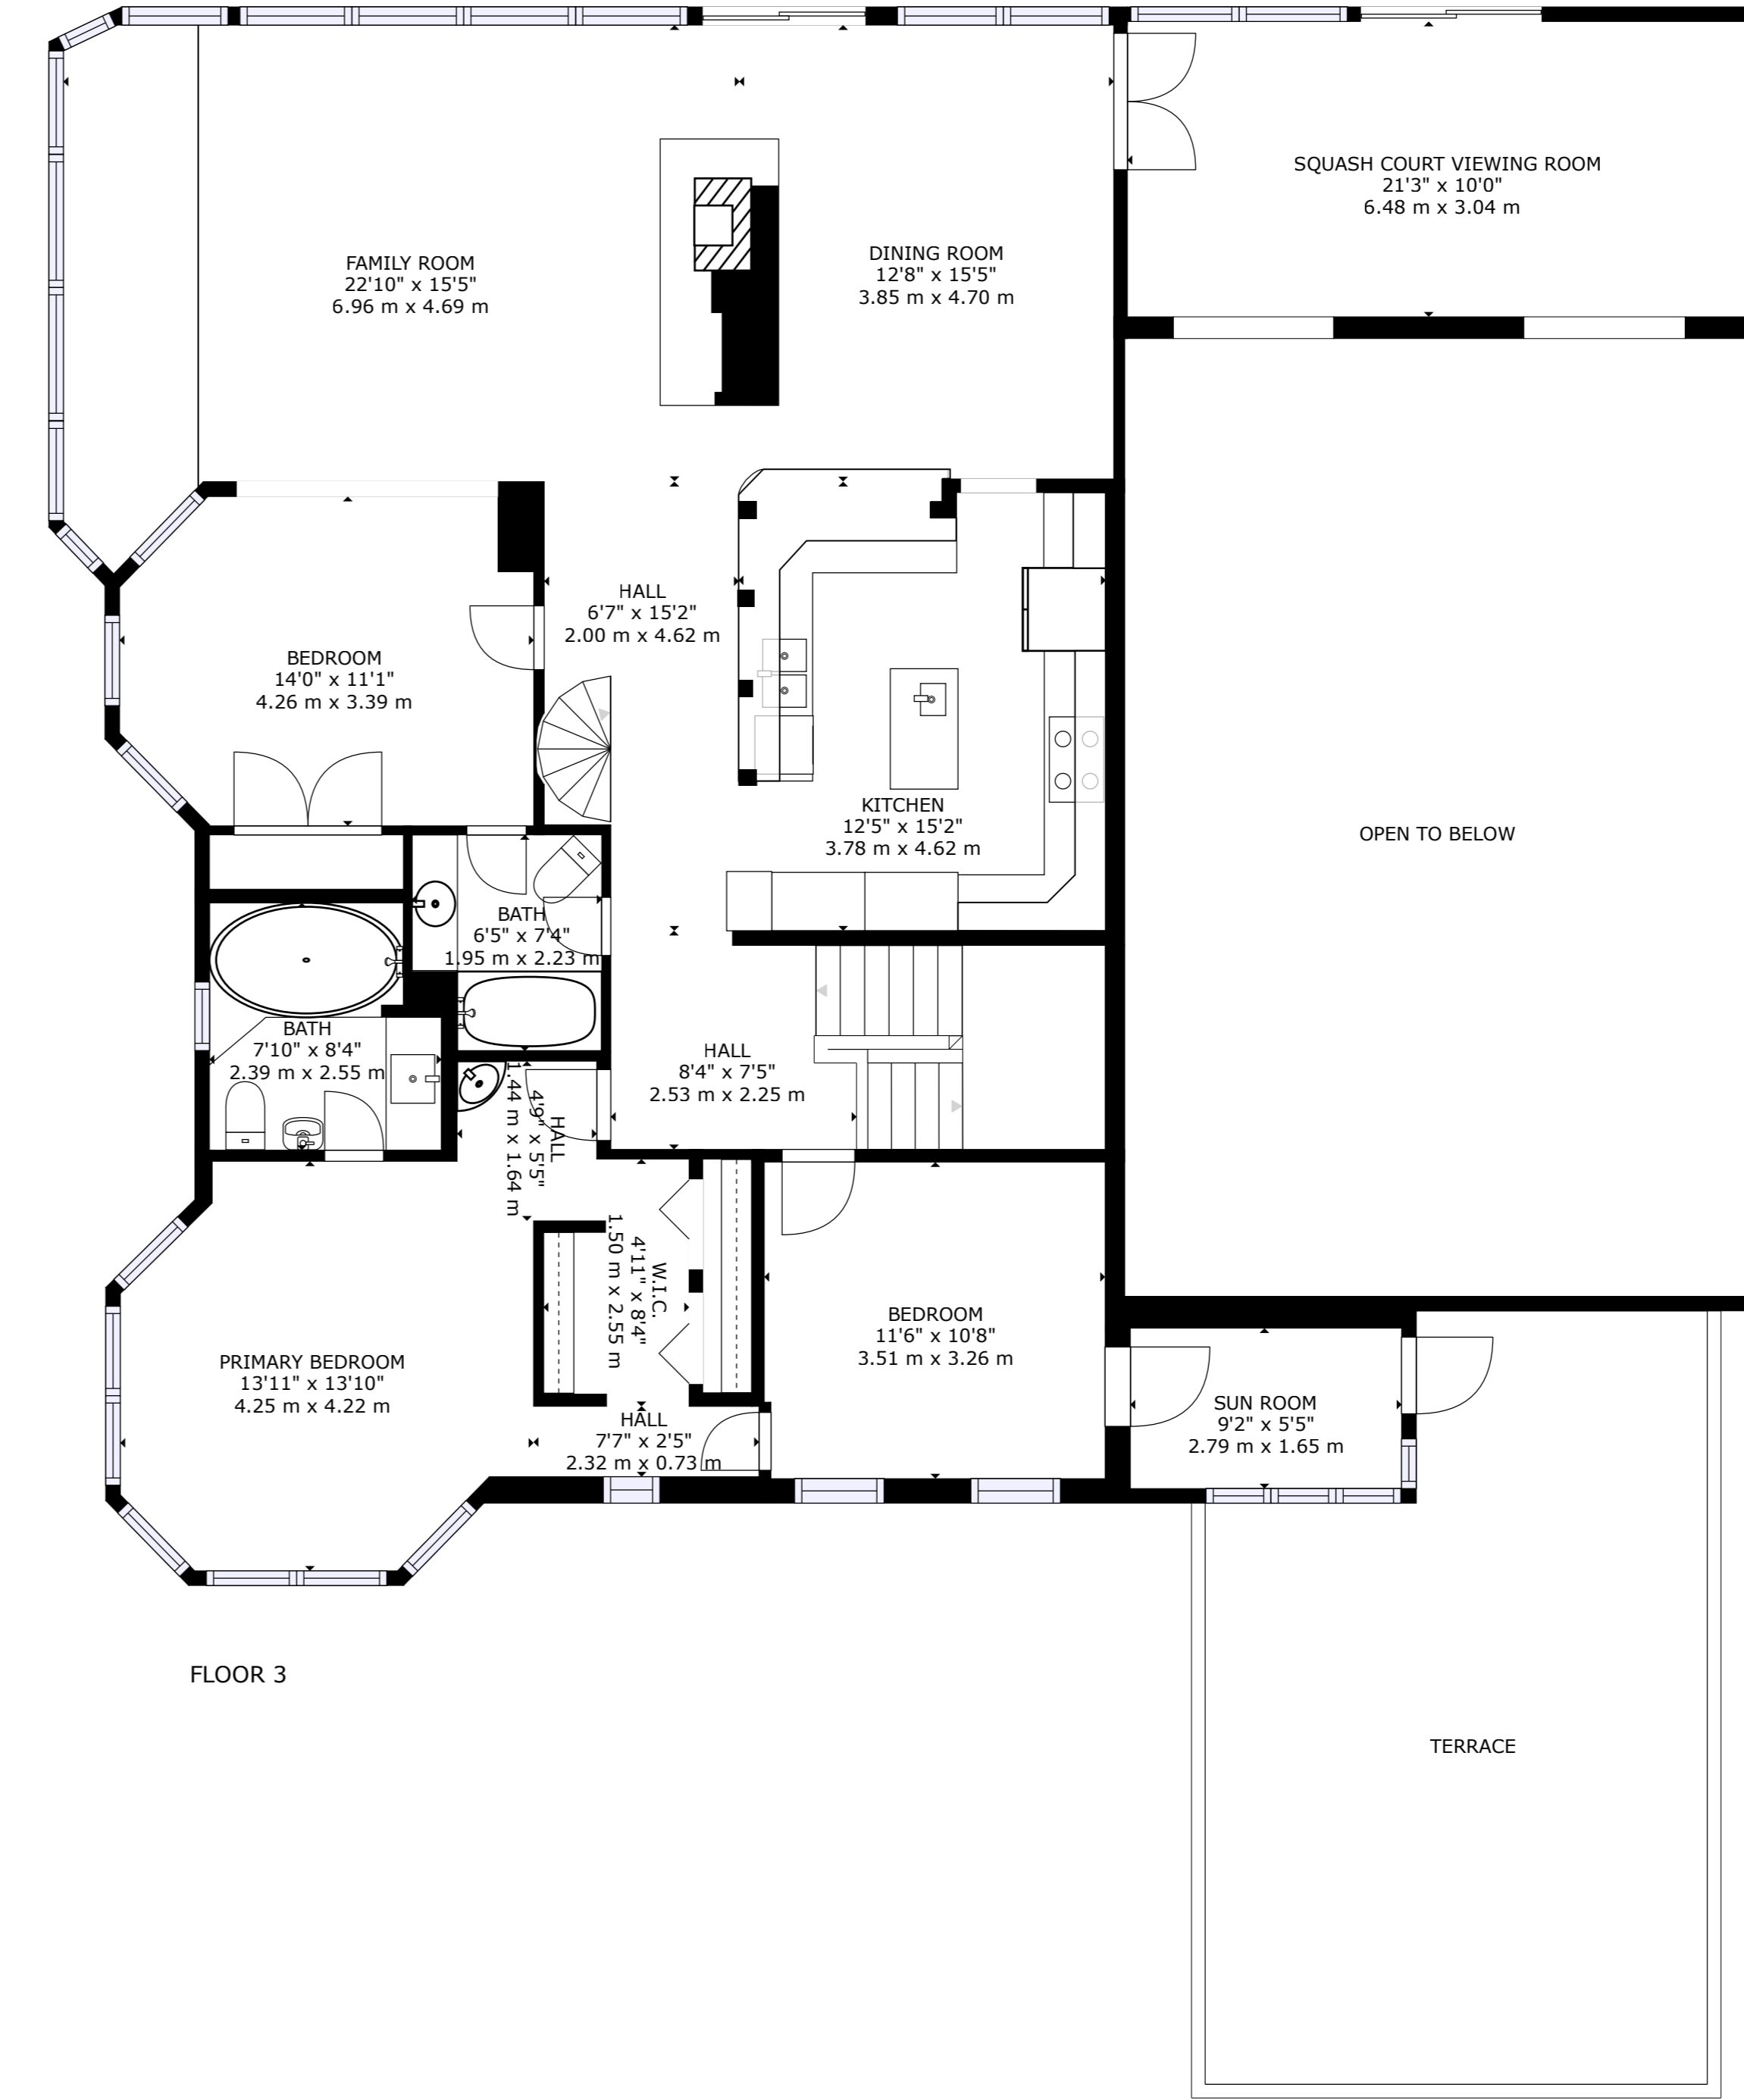 SQUASH COURT VIEWING ROOM
21'3" x 10'0"
6.48 m x 3.04 m
FAMILY ROOM
22'10" x 15'5"
6.96 m x 4.69 m
DINING ROOM
12'8" x 15'5"
3.85 m x 4.70 m
HALL
6'7" x 15'2"
2.00 m x 4.62 m
BEDROOM
14'0" x 11'1"
4.26 m x 3.39 m
KITCHEN
12'5" x 15'2"
3.78 m x 4.62 m
OPEN TO BELOW
BATH
6'5" x 7'4"
1.95 m x 2.23 m
BATH
7'10" x 8'4"
2.39 m x 2.55 m
HALL
8'4" x 7'5"
2.53 m x 2.25 m
HALL
4'9" x 5'5"
1.44 m x 1.64 m
W.I.C.
4'11" x 8'4"
1.50 m x 2.55 m
BEDROOM
11'6" x 10'8"
3.51 m x 3.26 m
PRIMARY BEDROOM
13'11" x 13'10"
4.25 m x 4.22 m
SUN ROOM
9'2" x 5'5"
2.79 m x 1.65 m
HALL
7'7" x 2'5"
2.32 m x 0.73 m
FLOOR 3
TERRACE